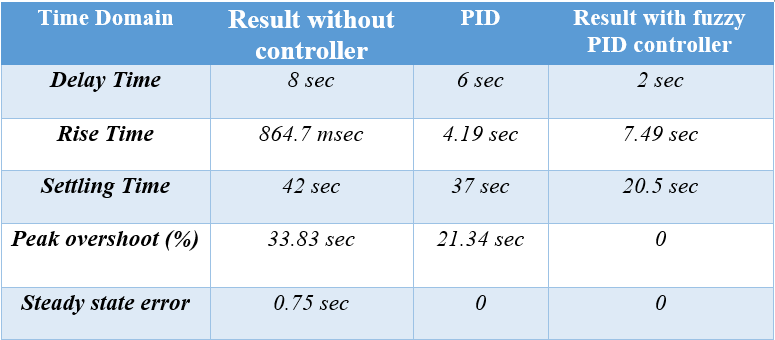 Time Domain Result without controller PID Result with fuzzy PID controller
Delay Time 8 sec 6 sec 2 sec
Rise Time 864.7 msec 4.19 sec 7.49 sec
Settling Time 42 sec 37 sec 20.5 sec
Peak overshoot (%) 33.83 sec 21.34 sec 0
Steady state error 0.75 sec 0 0